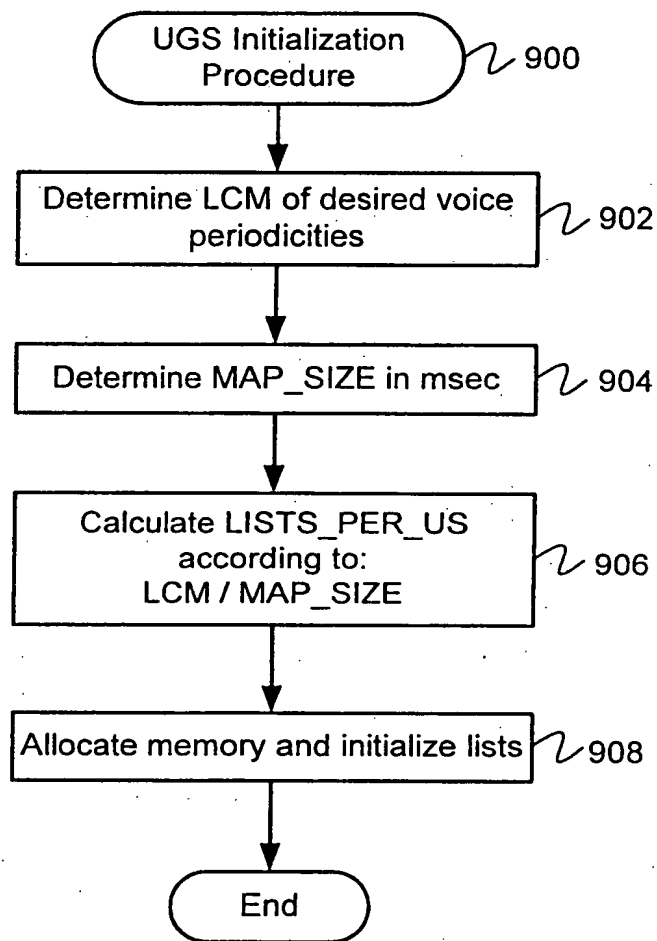 UGS Initialization
Procedure
900
Determine LCM of desired voice
periodicities
902
Determine MAP_SIZE in msec
904
Calculate LISTS_PER_US
according to:
LCM / MAP_SIZE
906
Allocate memory and initialize lists
908
End